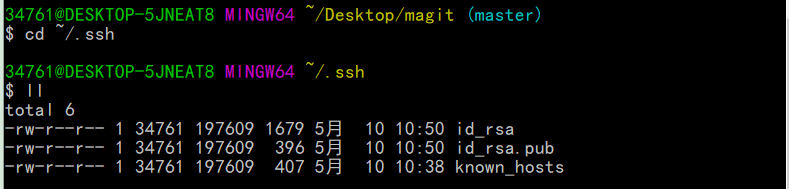 34761@DESKTOP-5JNEAT8 MINGW64 ~/Desktop/magit (master)
$ cd ~/.ssh
34761@DESKTOP-5JNEAT8 MINGW64 ~/.ssh
$ ll
total 6
-rw-r--r-- 1 34761 197609 1679 5月  10 10:50 id_rsa
-rw-r--r-- 1 34761 197609  396 5月  10 10:50 id_rsa.pub
-rw-r--r-- 1 34761 197609  407 5月  10 10:38 known_hosts